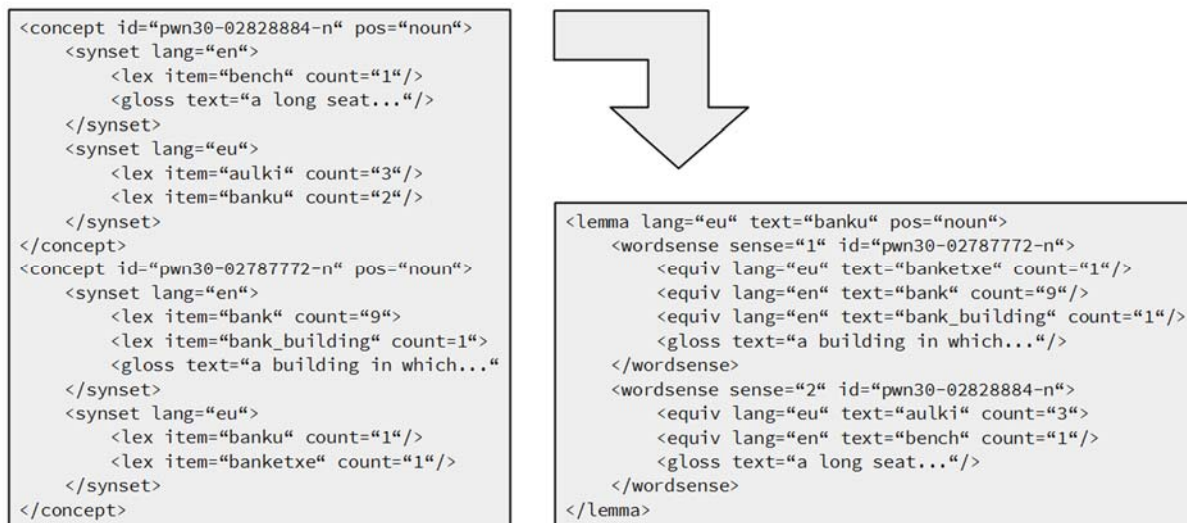 <concept id=“pwn30-02828884-n“ pos=“noun“>
    <synset lang=“en“>
        <lex item=“bench“ count=“1“/>
        <gloss text=“a long seat...“/>
    </synset>
    <synset lang=“eu“>
        <lex item=“aulki“ count=“3“/>
        <lex item=“banku“ count=“2“/>
    </synset>
</concept>
<concept id=“pwn30-02787772-n“ pos=“noun“>
    <synset lang=“en“>
        <lex item=“bank“ count=“9“>
        <lex item=“bank_building“ count=1“>
        <gloss text=“a building in which...“
    </synset>
    <synset lang=“eu“>
        <lex item=“banku“ count=“1“/>
        <lex item=“banketxe“ count=“1“/>
    </synset>
</concept>
<lemma lang=“eu“ text=“banku“ pos=“noun“>
    <wordsense sense=“1“ id=“pwn30-02787772-n“>
        <equiv lang=“eu“ text=“banketxe“ count=“1“/>
        <equiv lang=“en“ text=“bank“ count=“9“/>
        <equiv lang=“en“ text=“bank_building“ count=“1“/>
        <gloss text=“a building in which...“/>
    </wordsense>
    <wordsense sense=“2“ id=“pwn30-02828884-n“>
        <equiv lang=“eu“ text=“aulki“ count=“3“>
        <equiv lang=“en“ text=“bench“ count=“1“/>
        <gloss text=“a long seat...“/>
    </wordsense>
</lemma>